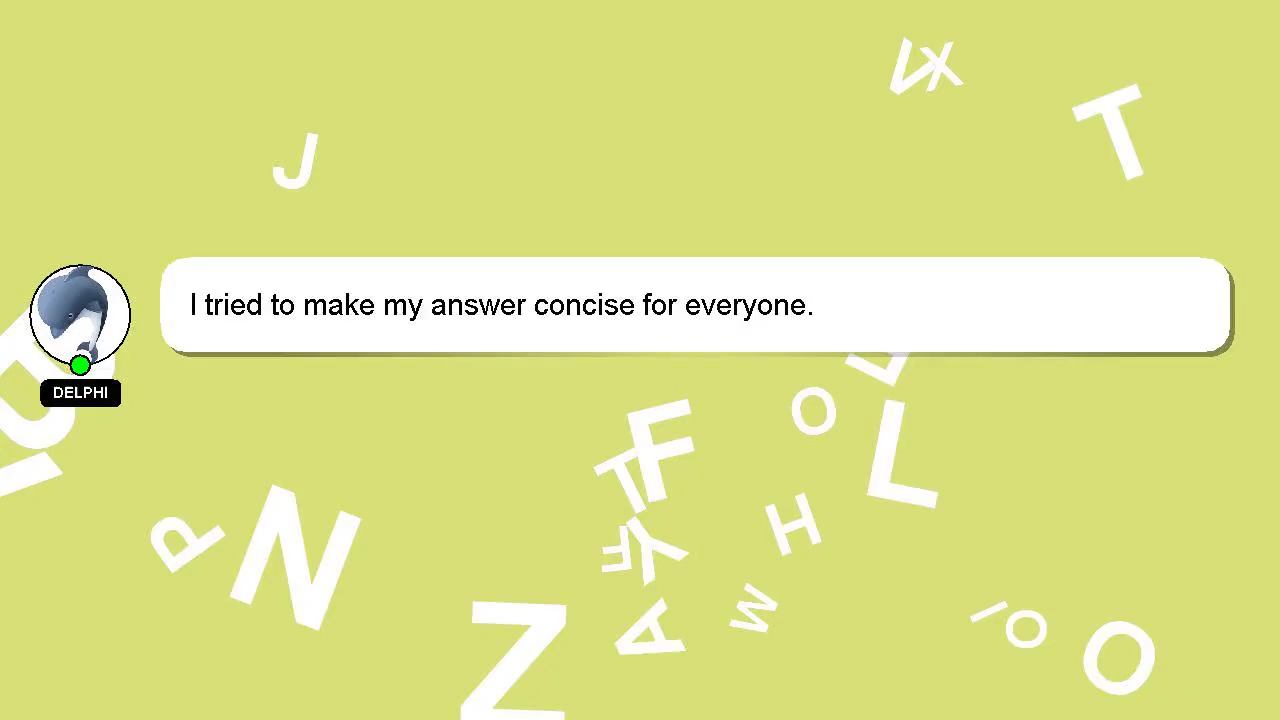 V X
T
J
I tried to make my answer concise for everyone.
DELPHI
L
O
F
L
T
P
N
H
Y
F
Z
A
M
I
O
O